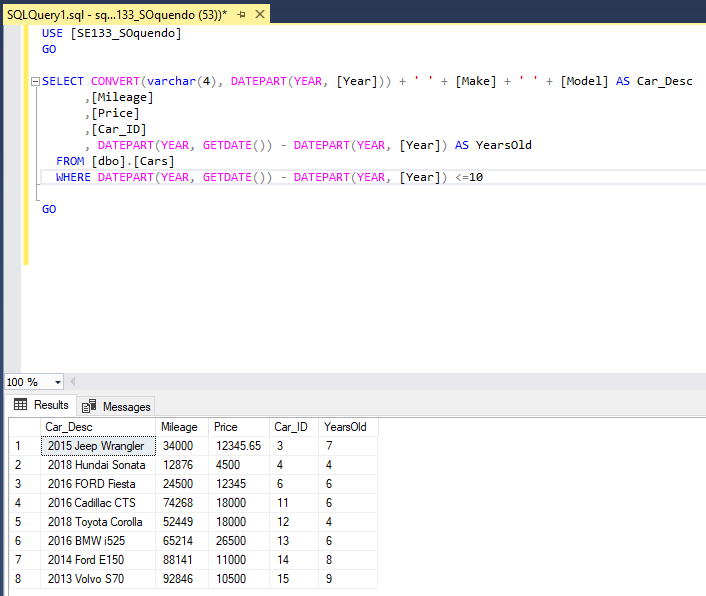 SQLQuery1.sql - sq...133_SOquendo (53))*
USE [SE133_SOquendo]
GO
SELECT CONVERT(varchar(4), DATEPART(YEAR, [Year])) + ' ' + [Make] + ' ' + [Model] AS Car_Desc
,[Mileage]
,[Price]
,[Car_ID]
, DATEPART(YEAR, GETDATE()) - DATEPART(YEAR, [Year]) AS YearsOld
FROM [dbo].[Cars]
WHERE DATEPART(YEAR, GETDATE()) - DATEPART(YEAR, [Year]) <=10
GO
100 %
Results Messages
Car_Desc Mileage Price Car_ID YearsOld
1 2015 Jeep Wrangler 34000 12345.65 3 7
2 2018 Hundai Sonata 12876 4500 4 4
3 2016 FORD Fiesta 24500 12345 6 6
4 2016 Cadillac CTS 74268 18000 11 6
5 2018 Toyota Corolla 52449 18000 12 4
6 2016 BMW i525 65214 26500 13 6
7 2014 Ford E150 88141 11000 14 8
8 2013 Volvo S70 92846 10500 15 9